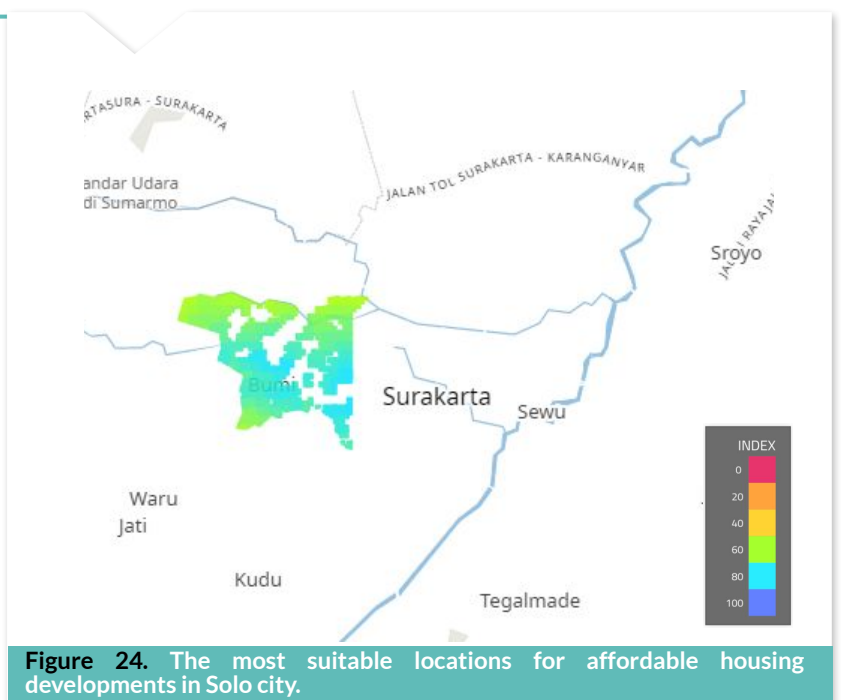 RTASURA - SURAKARTA
JALAN TOL SURAKARTA - KARANGANYAR
andar Udara
di Sumarmo
Sroyo
Bumi
Surakarta
Sewu
INDEX
0
20
40
60
80
100
Waru
Jati
Kudu
Tegalmade
Figure 24. The most suitable locations for affordable housing
developments in Solo city.